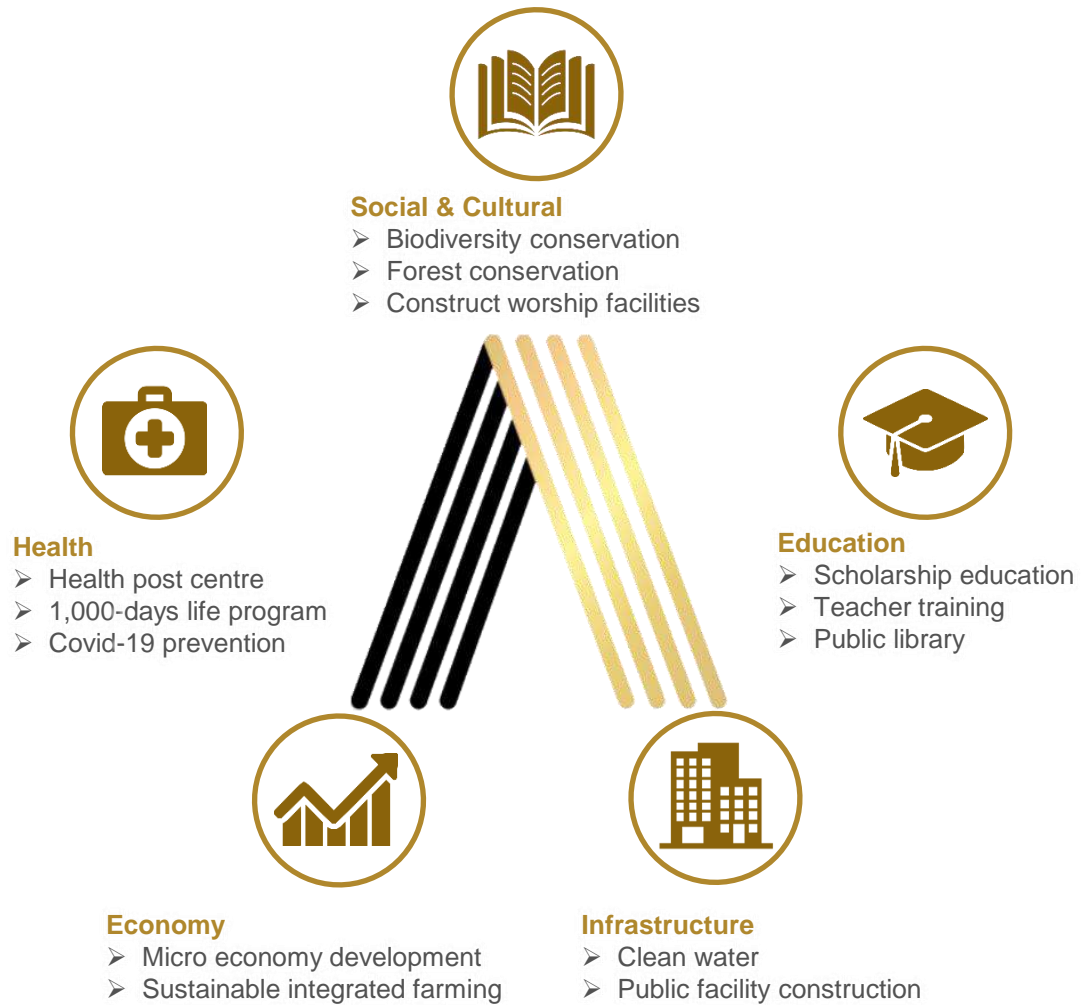 Social & Cultural
➢ Biodiversity conservation
➢ Forest conservation
➢ Construct worship facilities
Health
➢ Health post centre
➢ 1,000-days life program
➢ Covid-19 prevention
Education
➢ Scholarship education
➢ Teacher training
➢ Public library
Economy
➢ Micro economy development
➢ Sustainable integrated farming
Infrastructure
➢ Clean water
➢ Public facility construction